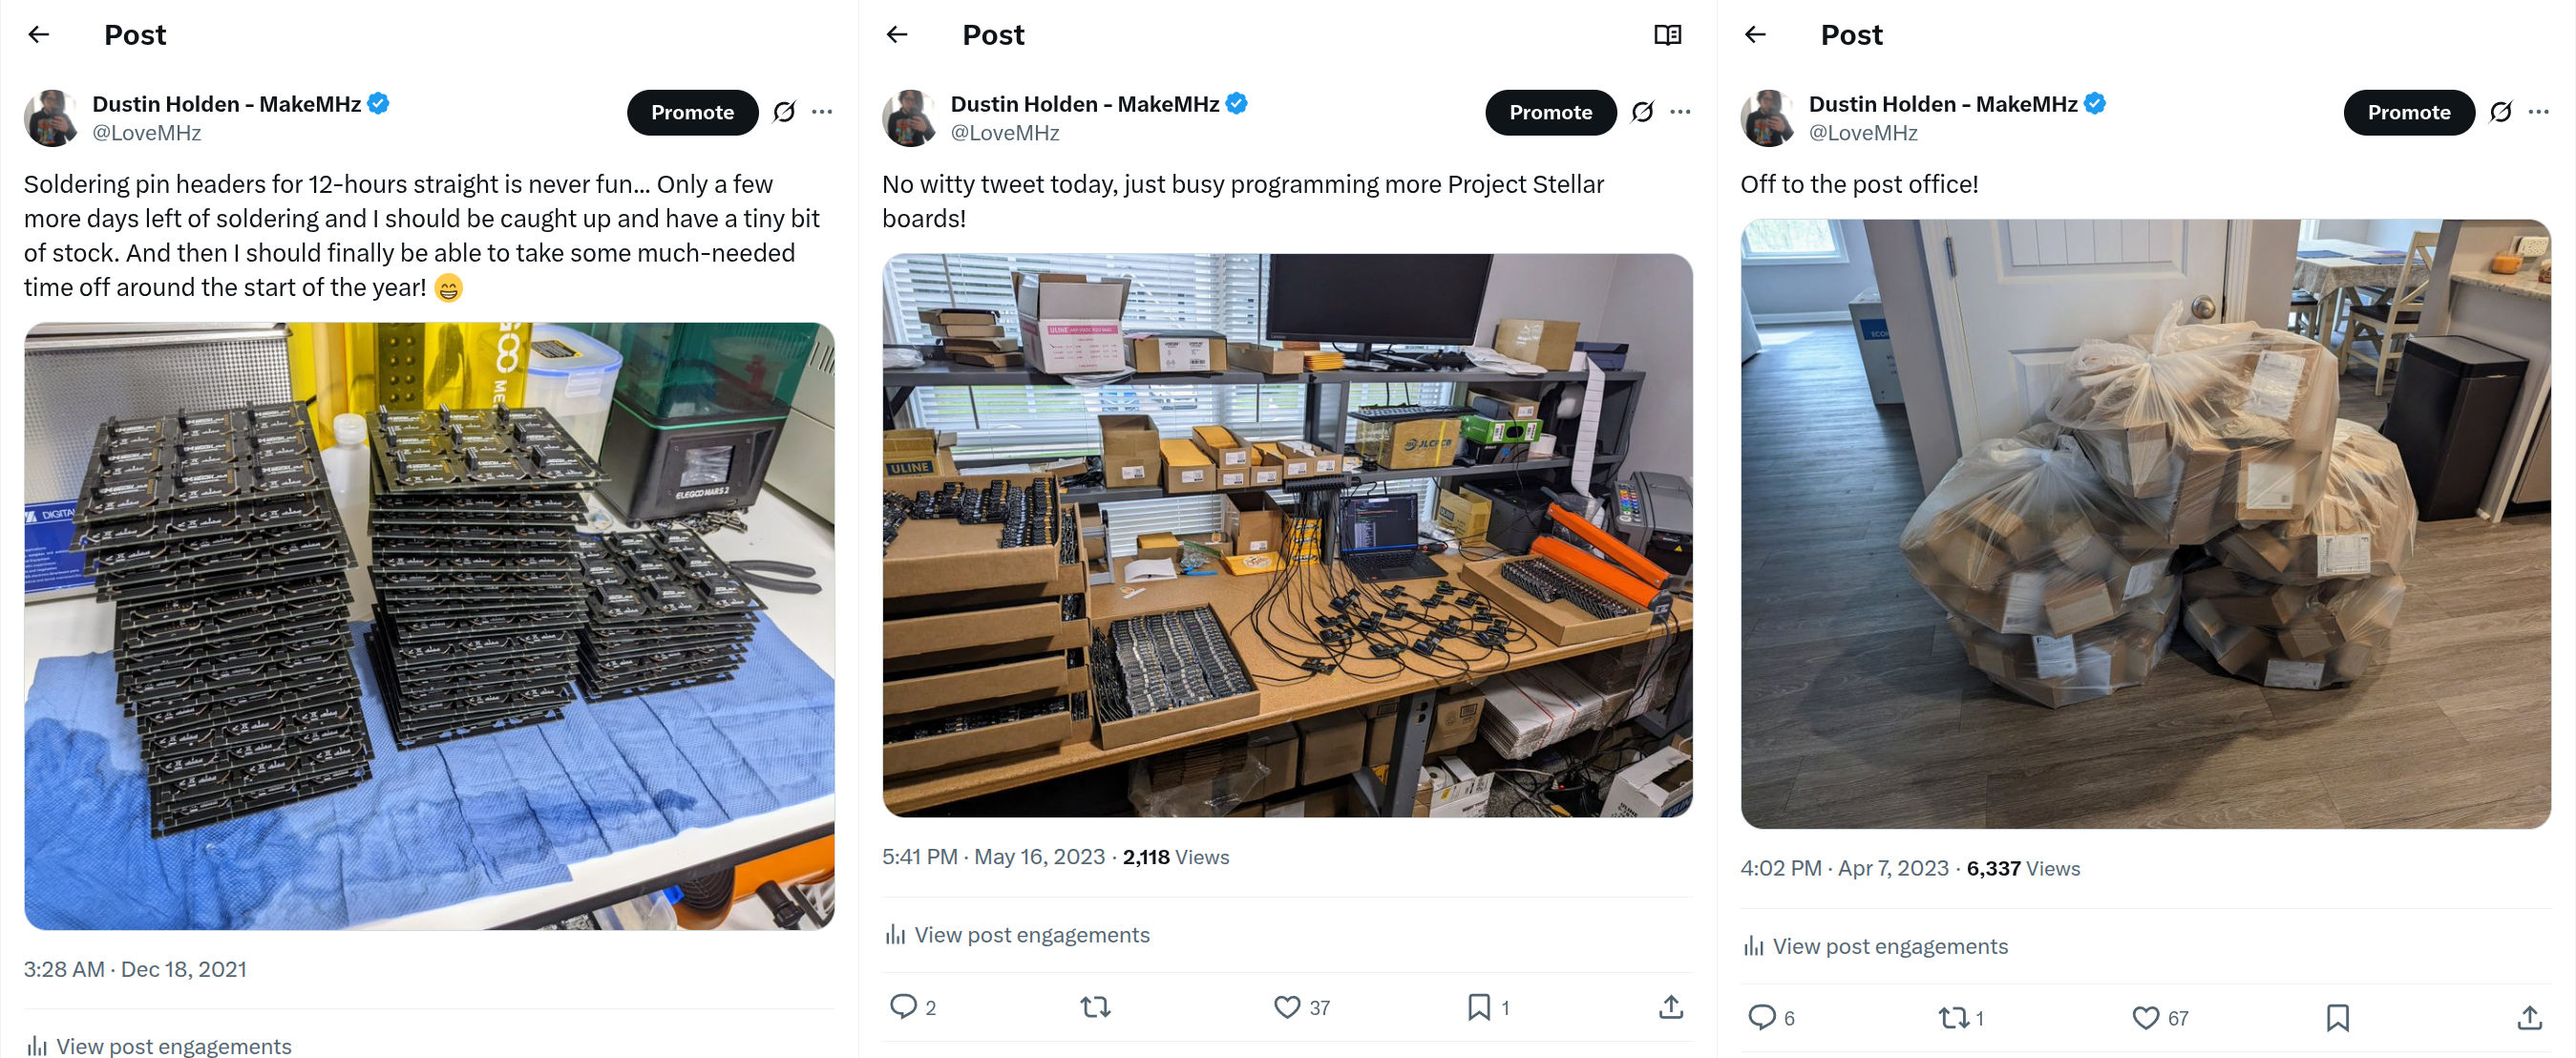 Post
Dustin Holden - MakeMHz
@LoveMHz
Promote
Soldering pin headers for 12-hours straight is never fun... Only a few
more days left of soldering and I should be caught up and have a tiny bit
of stock. And then I should finally be able to take some much-needed
time off around the start of the year! 😄
DIGITA
ELEGOO MARS 2
3:28 AM · Dec 18, 2021
View post engagements
Post
Dustin Holden - MakeMHz
@LoveMHz
Promote
No witty tweet today, just busy programming more Project Stellar
boards!
ULINE
ULINE
JLCPCB
5:41 PM · May 16, 2023 · 2,118 Views
View post engagements
2
37
1
Post
Dustin Holden - MakeMHz
@LoveMHz
Promote
Off to the post office!
4:02 PM · Apr 7, 2023 · 6,337 Views
View post engagements
6
1
67